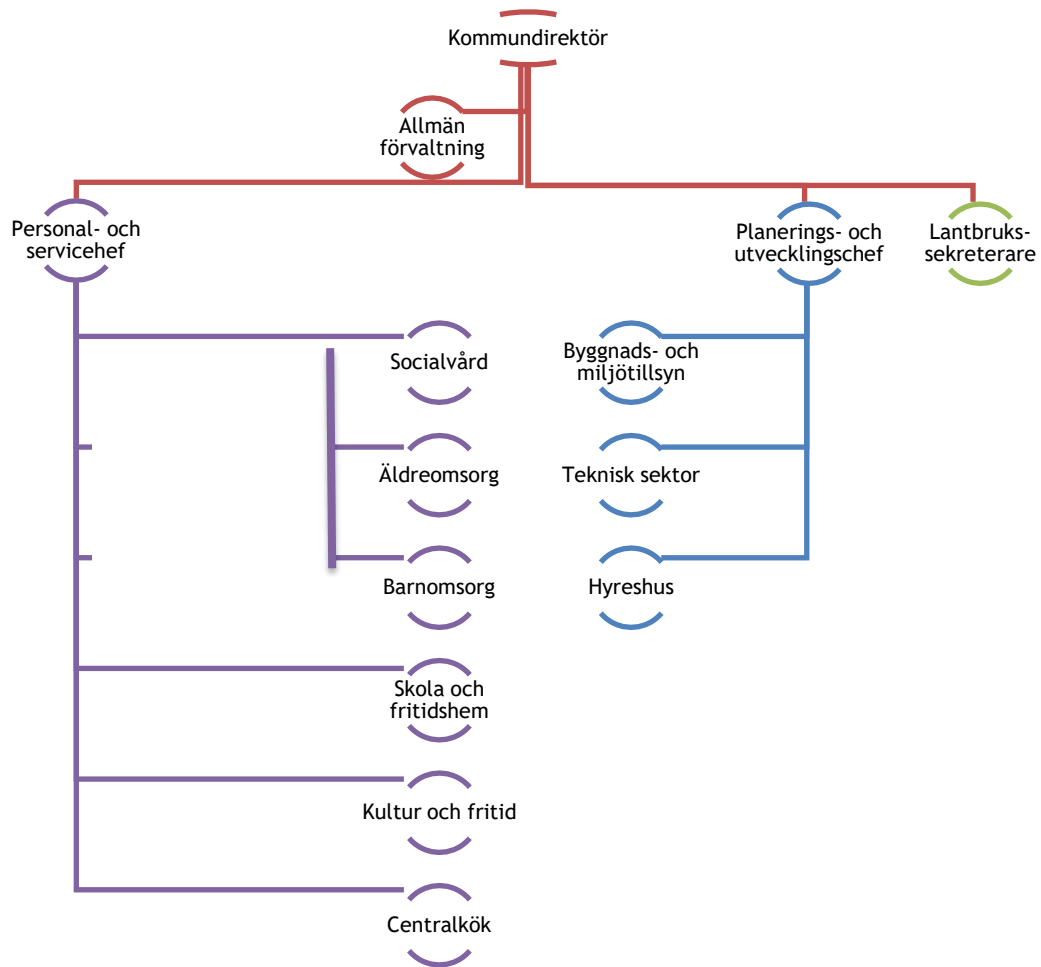 Kommundirektör
Allmän
förvaltning
Personal- och
servicehef
Planerings- och
utvecklingschef
Lantbruks-
sekreterare
Socialvård
Byggnads- och
miljötillsyn
Äldreomsorg
Teknisk sektor
Barnomsorg
Hyreshus
Skola och
fritidshem
Kultur och fritid
Centralkök